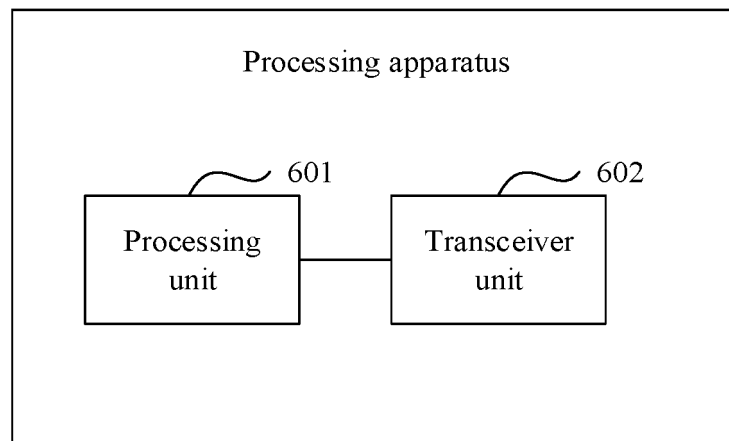 Processing apparatus
601
602
Processing
unit
Transceiver
unit